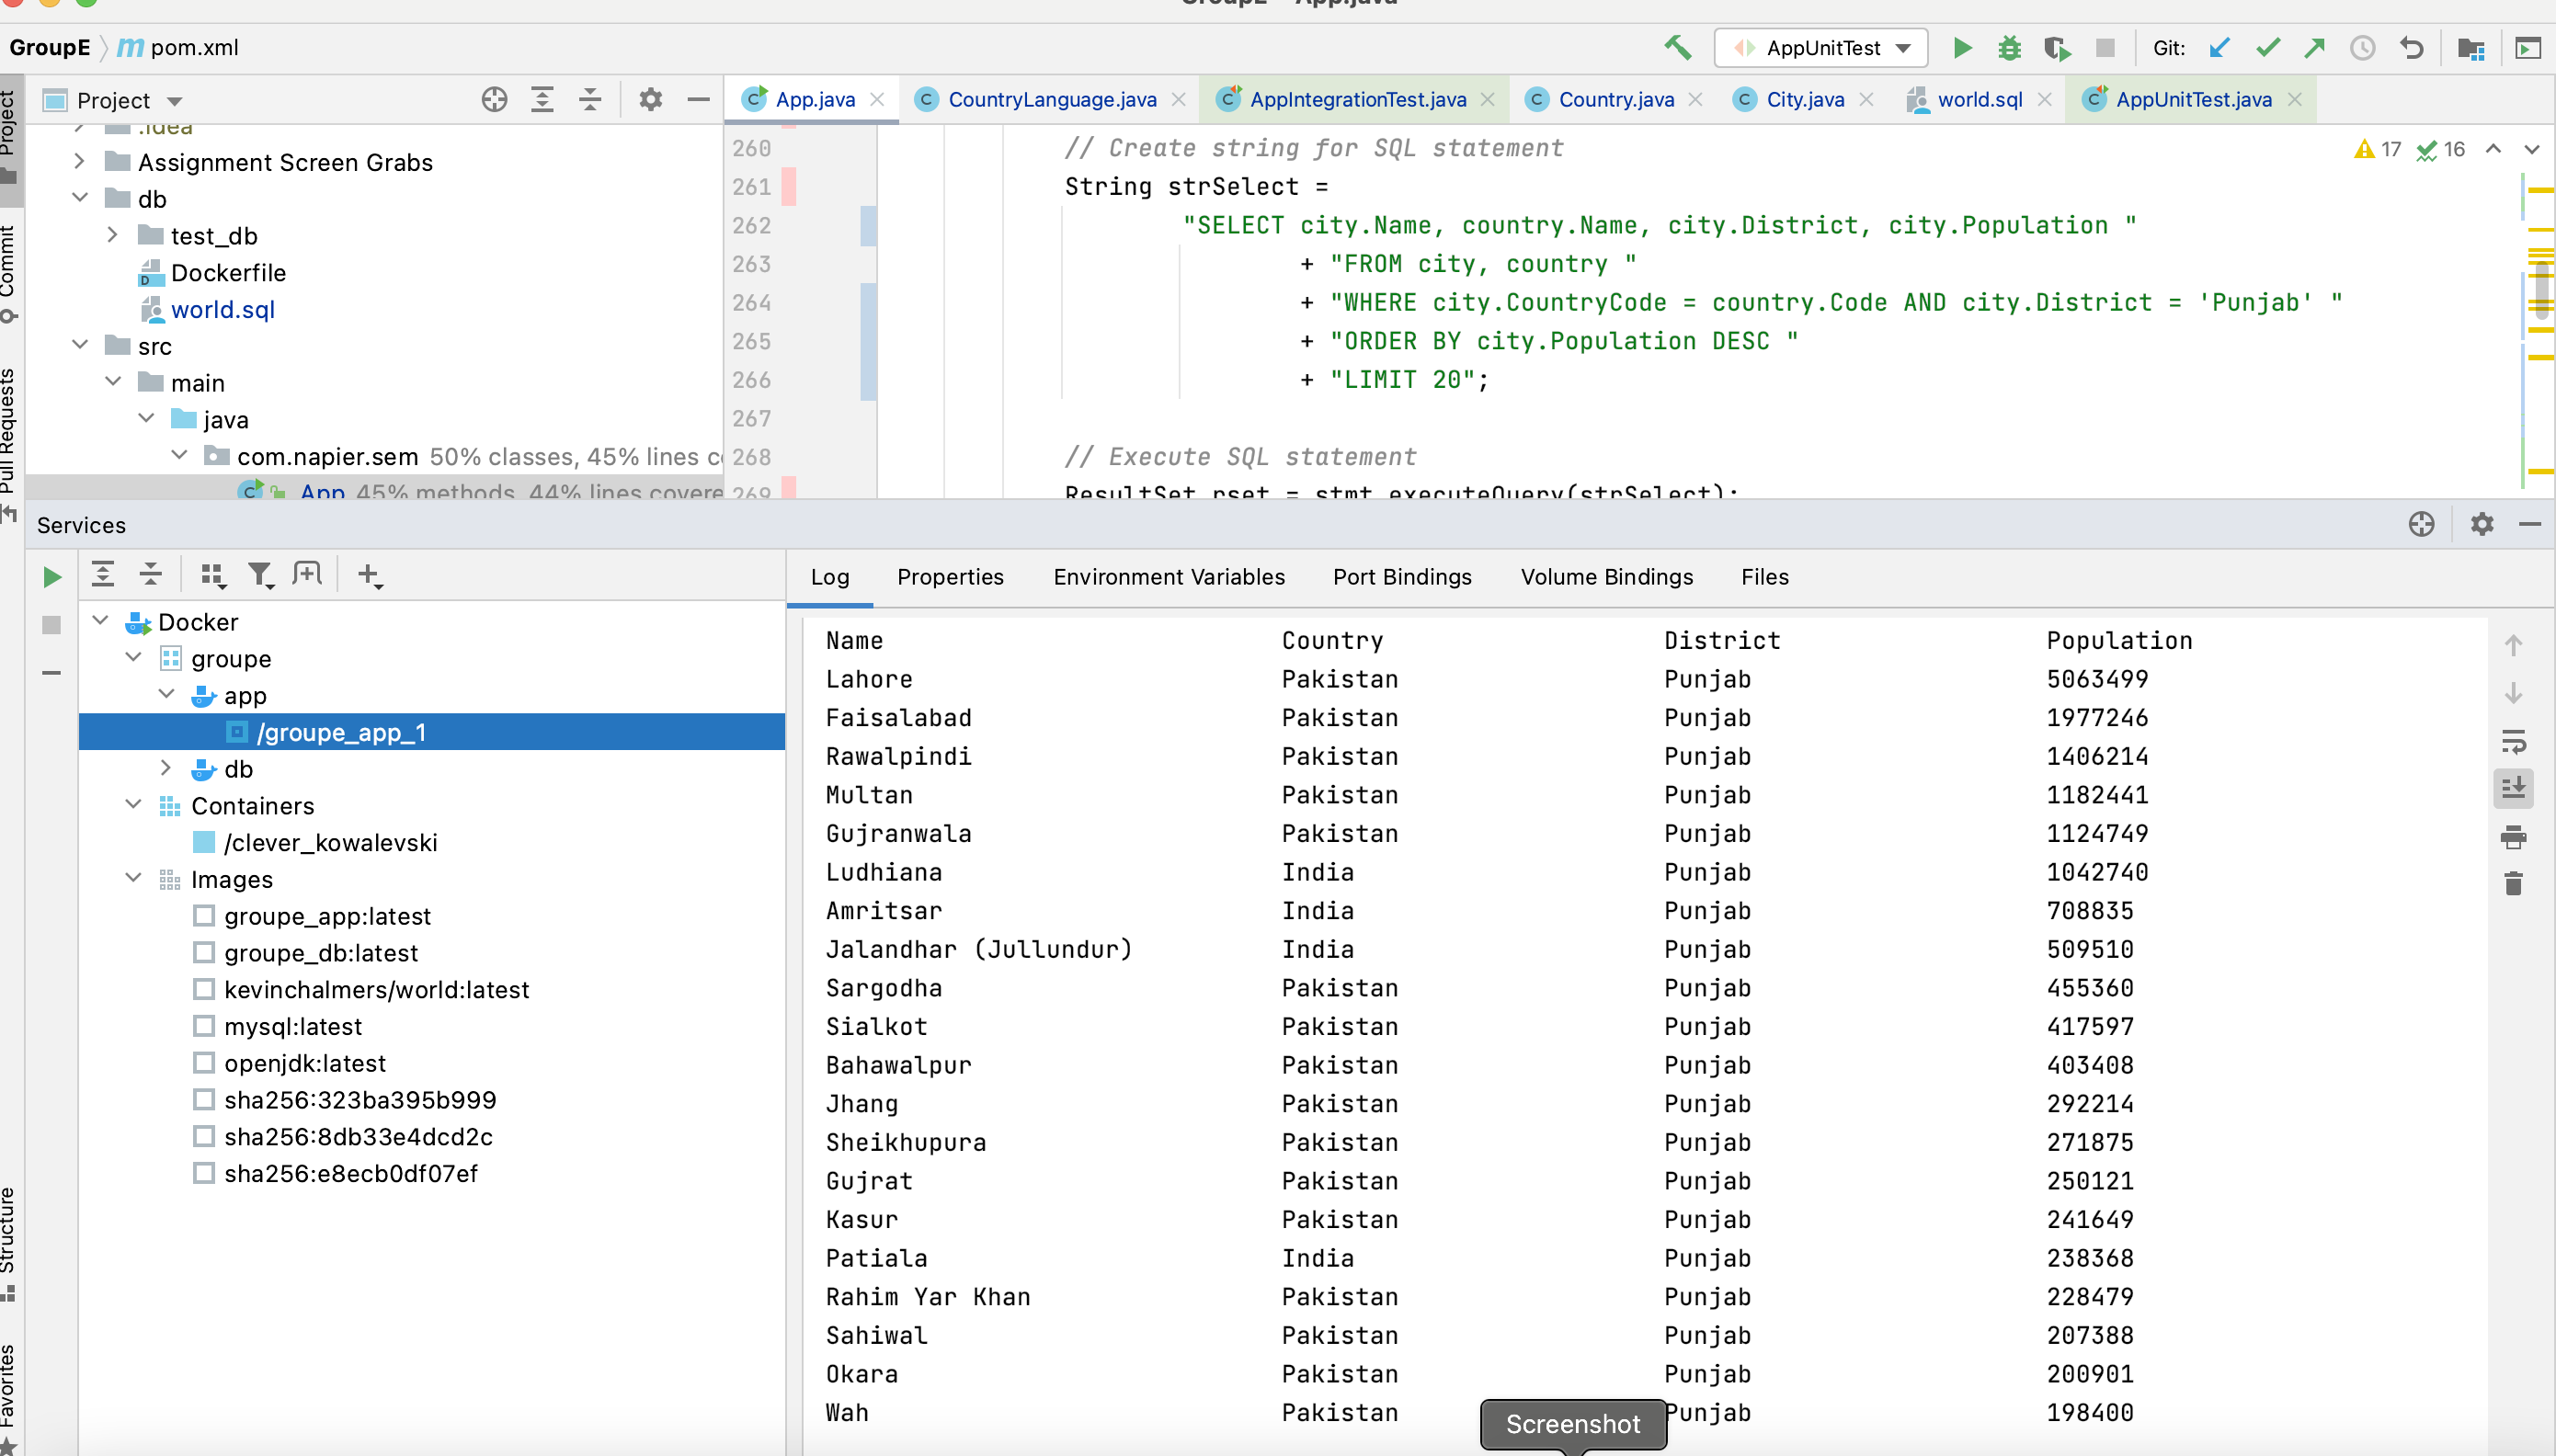 GroupE – App.java
GroupE
pom.xml
AppUnitTest
Git:
Project
App.java
CountryLanguage.java
AppIntegrationTest.java
Country.java
City.java
world.sql
AppUnitTest.java
Project
Commit
Pull Requests
Structure
Favorites
.idea
Assignment Screen Grabs
db
test_db
Dockerfile
world.sql
src
main
java
com.napier.sem 50% classes, 45% lines
App 45% methods, 44% lines
17 16
260 // Create string for SQL statement
261 String strSelect =
262 "SELECT city.Name, country.Name, city.District, city.Population "
263 + "FROM city, country "
264 + "WHERE city.CountryCode = country.Code AND city.District = 'Punjab' "
265 + "ORDER BY city.Population DESC "
266 + "LIMIT 20";
267
268 // Execute SQL statement
269 ResultSet rset = stmt.executeQuery(strSelect);
Services
Docker
groupe
app
/groupe_app_1
db
Containers
/clever_kowalevski
Images
groupe_app:latest
groupe_db:latest
kevinchalmers/world:latest
mysql:latest
openjdk:latest
sha256:323ba395b999
sha256:8db33e4dcd2c
sha256:e8ecb0df07ef
Log Properties Environment Variables Port Bindings Volume Bindings Files
Name Country District Population
Lahore Pakistan Punjab 5063499
Faisalabad Pakistan Punjab 1977246
Rawalpindi Pakistan Punjab 1406214
Multan Pakistan Punjab 1182441
Gujranwala Pakistan Punjab 1124749
Ludhiana India Punjab 1042740
Amritsar India Punjab 708835
Jalandhar (Jullundur) India Punjab 509510
Sargodha Pakistan Punjab 455360
Sialkot Pakistan Punjab 417597
Bahawalpur Pakistan Punjab 403408
Jhang Pakistan Punjab 292214
Sheikhupura Pakistan Punjab 271875
Gujrat Pakistan Punjab 250121
Kasur Pakistan Punjab 241649
Patiala India Punjab 238368
Rahim Yar Khan Pakistan Punjab 228479
Sahiwal Pakistan Punjab 207388
Okara Pakistan Punjab 200901
Wah Pakistan Punjab 198400
Screenshot